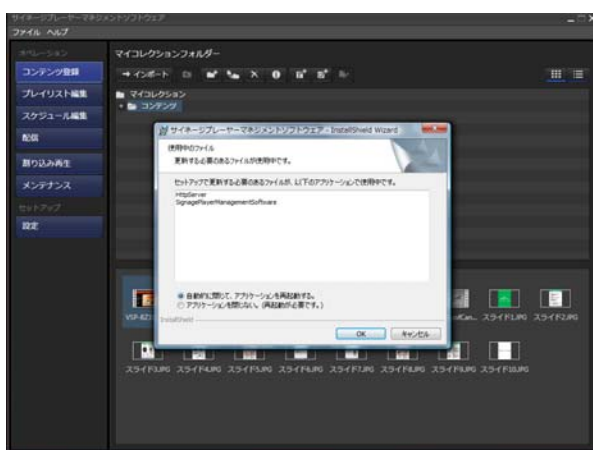 サイネージプレーヤーマネジメントソフトウェア
ファイル ヘルプ
オペレーション
コンテンツ登録
プレイリスト編集
スケジュール編集
配信
割り込み再生
メンテナンス
セットアップ
設定
マイコレクションフォルダー
インポート
マイコレクション
コンテンツ
サイネージプレーヤーマネジメントソフトウェア - InstallShield Wizard
使用中のファイル
更新する必要のあるファイルが使用中です。
セットアップで更新する必要のあるファイルが、以下のアプリケーションで使用中です。
HttpServer
SignagePlayerManagementSoftware
自動的に閉じて、アプリケーションを再起動する。
アプリケーションを閉じない。(再起動が必要です。)
InstallShield
OK キャンセル
スライド1.JPG スライド2.JPG
スライド3.JPG スライド4.JPG スライド5.JPG スライド6.JPG スライド7.JPG スライド8.JPG スライド9.JPG スライド10.JPG